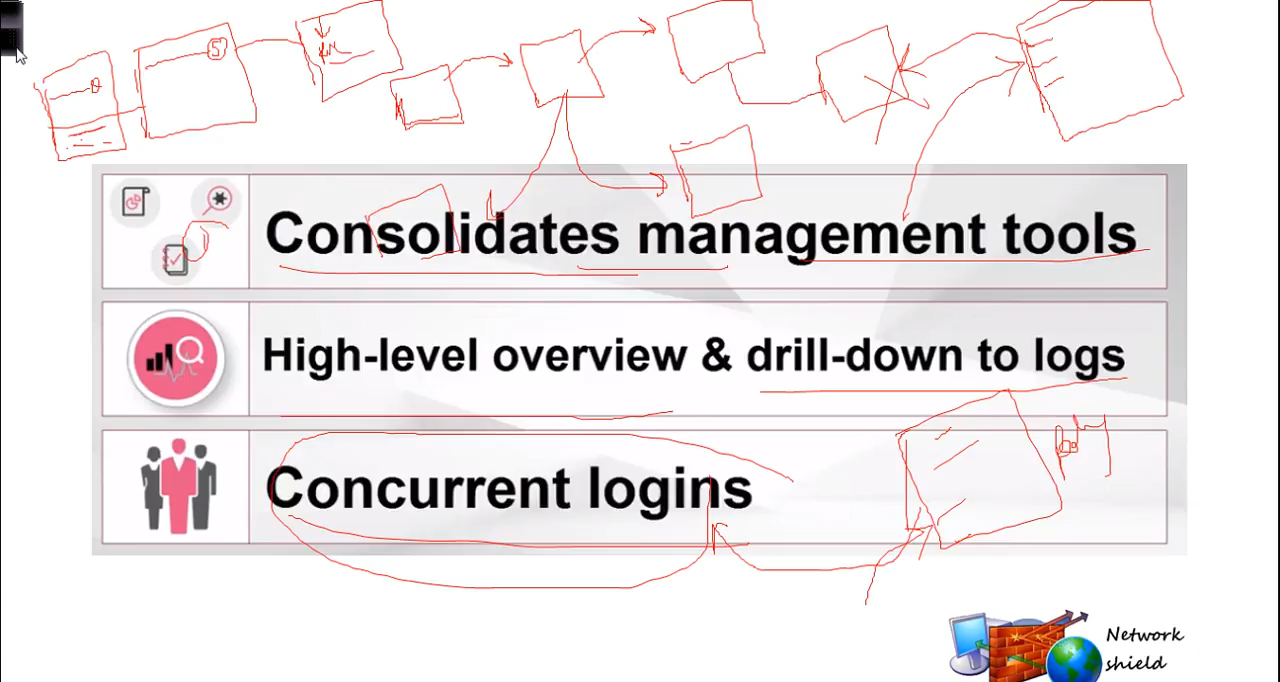 Consolidates management tools
High-level overview & drill-down to logs
Concurrent logins
Network
shield